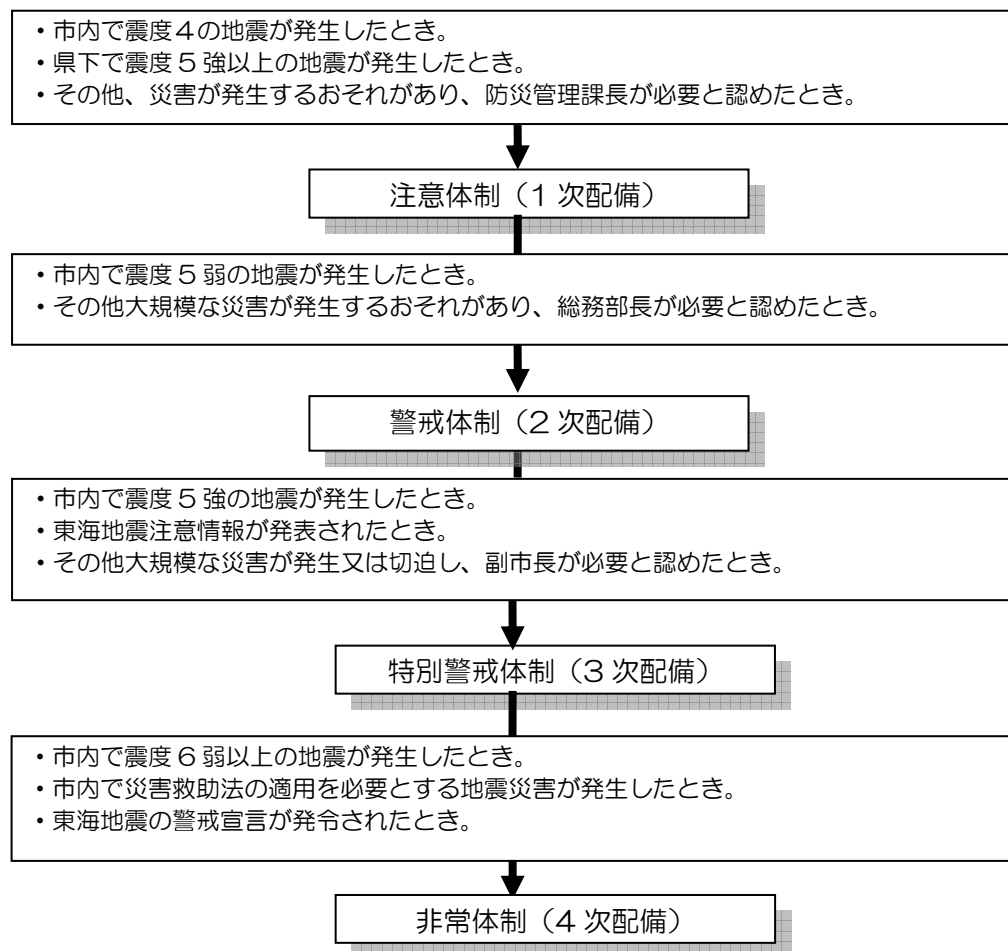 ・市内で震度４の地震が発生したとき。
・県下で震度５強以上の地震が発生したとき。
・その他、災害が発生するおそれがあり、防災管理課長が必要と認めたとき。
注意体制（１次配備）
・市内で震度５弱の地震が発生したとき。
・その他大規模な災害が発生するおそれがあり、総務部長が必要と認めたとき。
警戒体制（２次配備）
・市内で震度５強の地震が発生したとき。
・東海地震注意情報が発表されたとき。
・その他大規模な災害が発生又は切迫し、副市長が必要と認めたとき。
特別警戒体制（３次配備）
・市内で震度６弱以上の地震が発生したとき。
・市内で災害救助法の適用を必要とする地震災害が発生したとき。
・東海地震の警戒宣言が発令されたとき。
非常体制（４次配備）